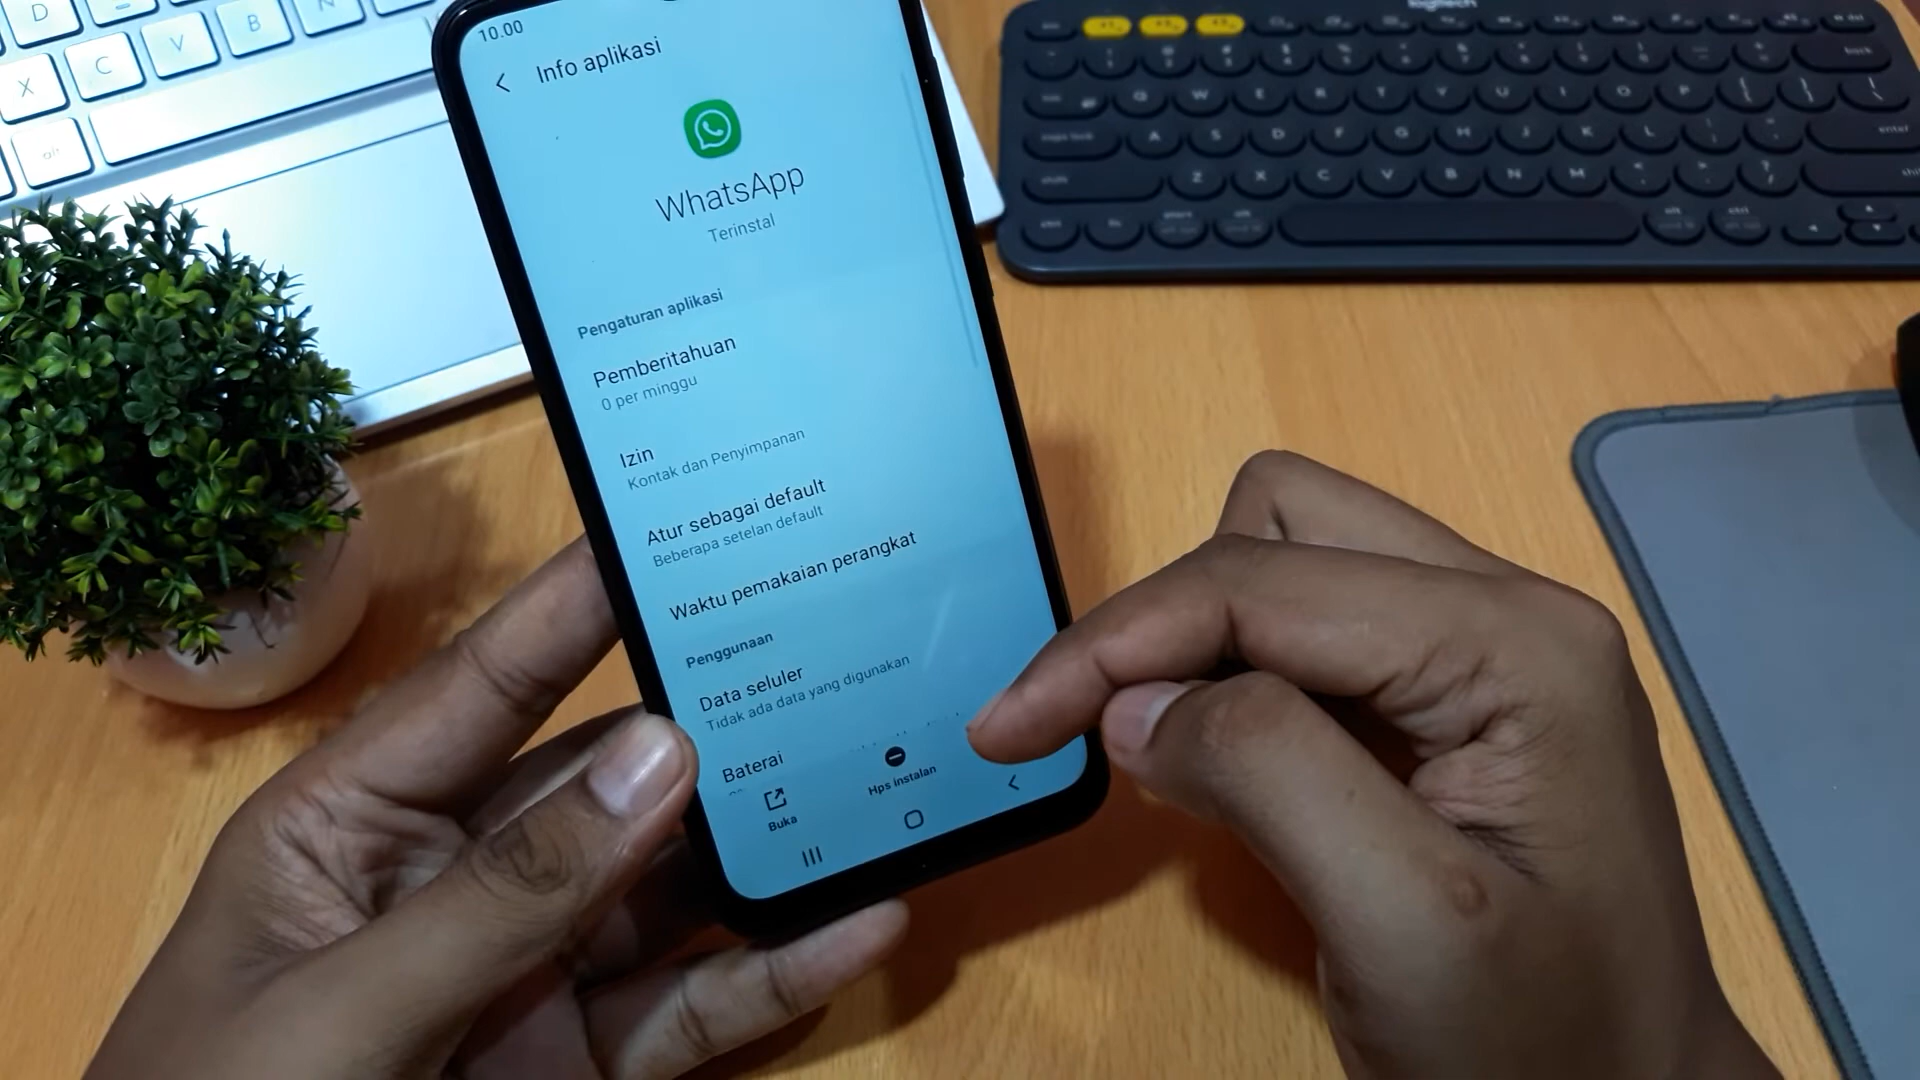 10.00
Info aplikasi
WhatsApp
Terinstal
Pengaturan aplikasi
Pemberitahuan
0 per minggu
Izin
Kontak dan Penyimpanan
Atur sebagai default
Beberapa setelan default
Waktu pemakaian perangkat
Penggunaan
Data seluler
Tidak ada data yang digunakan
Baterai
Buka
Hps instalan
D
X C V B N
alt
logitech
Q W E R T Y U I O P
A S D F G H J K L
Z X C V B N M